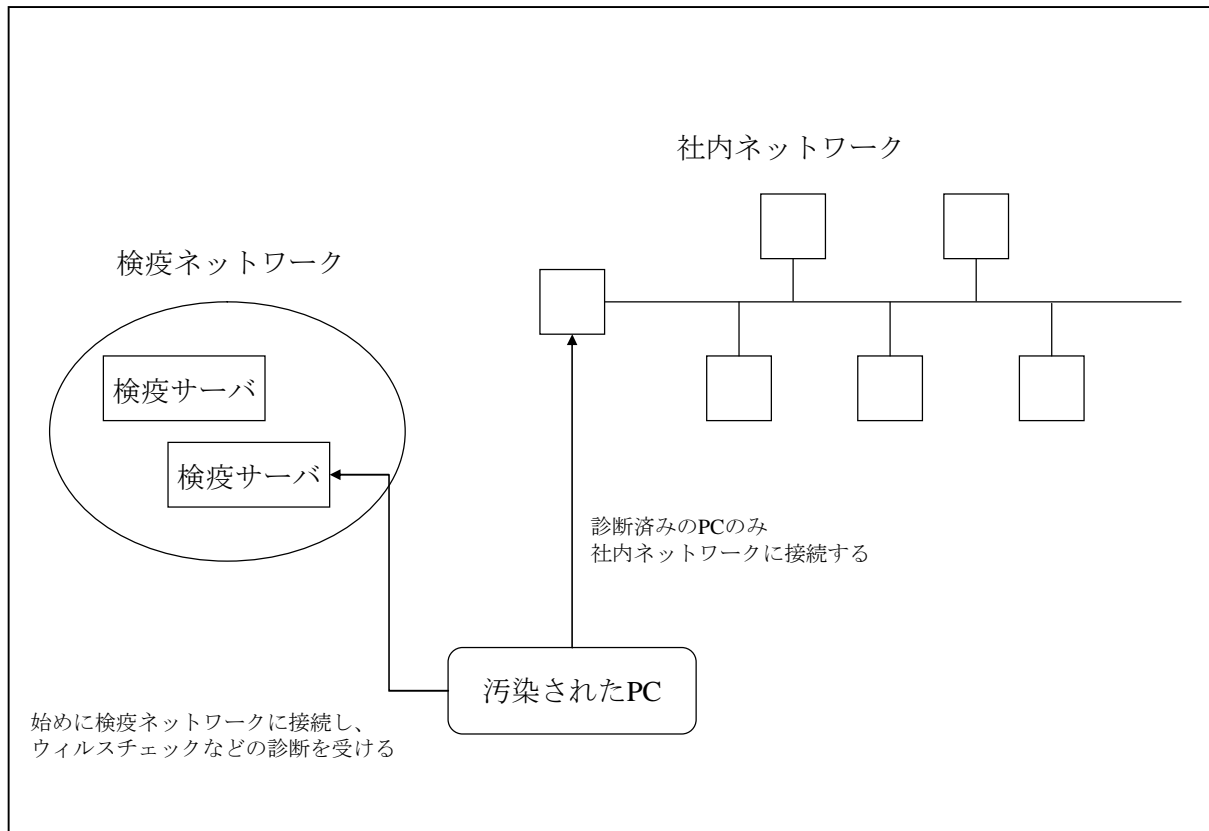 社内ネットワーク
検疫ネットワーク
検疫サーバ
検疫サーバ
診断済みのPCのみ
社内ネットワークに接続する
汚染されたPC
始めに検疫ネットワークに接続し、
ウィルスチェックなどの診断を受ける